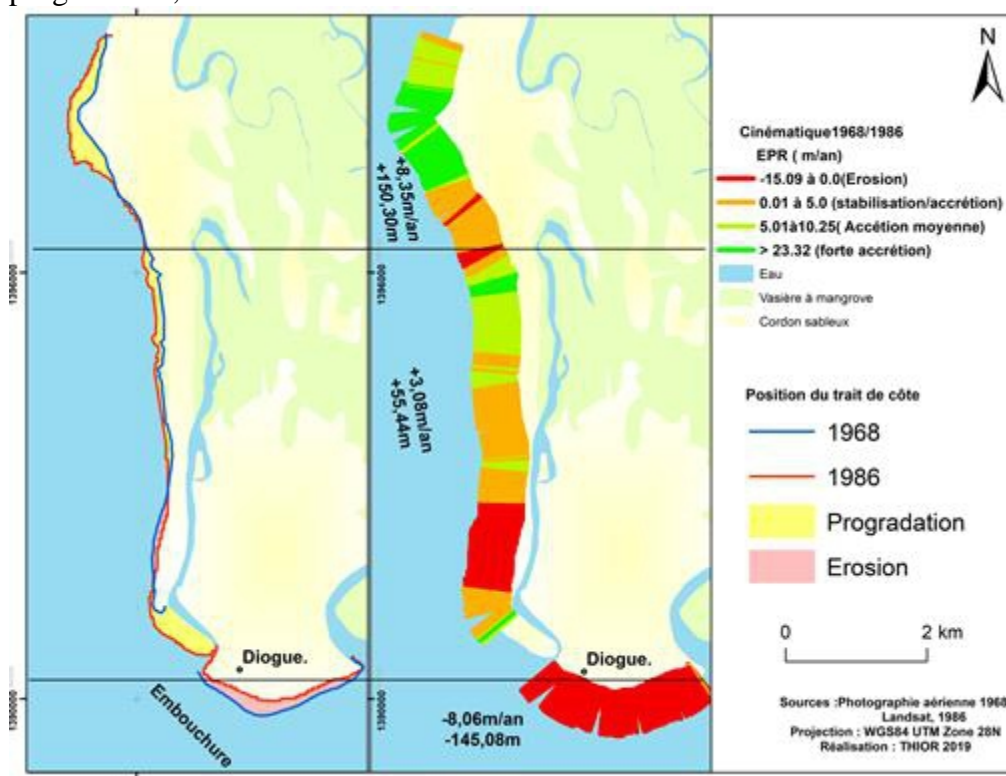 1396000
1390000
Diogue.
Embouchure
+8,35m/an
+150,30m
1396000
+3,08m/an
+55,44m
Diogue.
1390000
-8,06m/an
-145,08m
N
Cinématique1968/1986
EPR ( m/an)
-15.09 à 0.0(Erosion)
0.01 à 5.0 (stabilisation/accrétion)
5.01à10.25( Accétion moyenne)
> 23.32 (forte accrétion)
Eau
Vasière à mangrove
Cordon sableux
Position du trait de côte
1968
1986
Progradation
Erosion
0 2 km
Sources :Photographie aérienne 1968
Landsat, 1986
Projection : WGS84 UTM Zone 28N
Réalisation : THIOR 2019